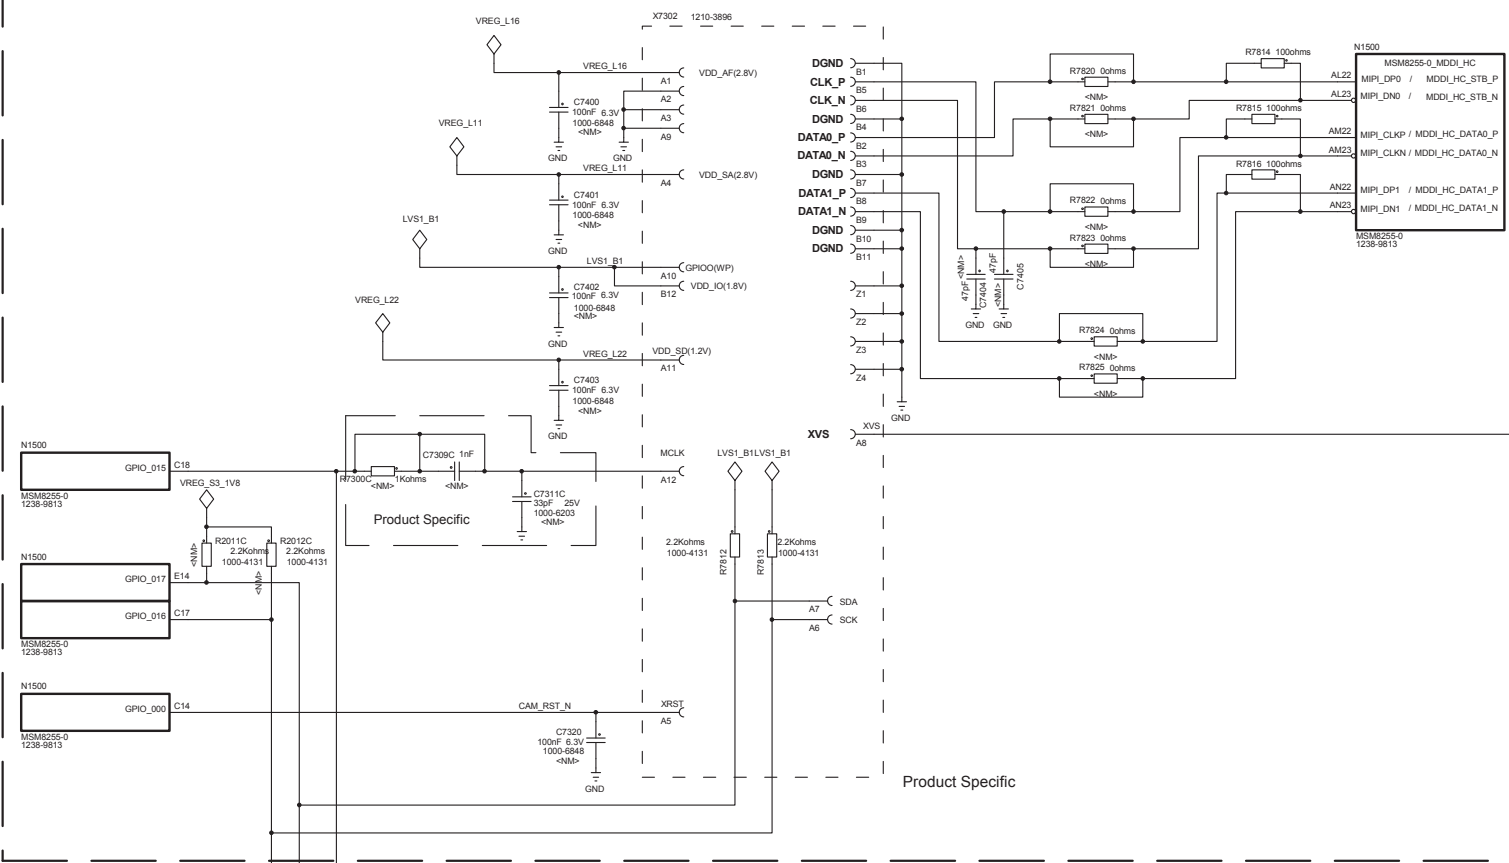 X7302 1210-3896
VREG_L16
VREG_L16
VDD_AF(2.8V)
A1
A2
A3
A9
C7400
100nF 6.3V
1000-6848
<NM>
GND
GND
VREG_L11
VREG_L11
VDD_SA(2.8V)
A4
C7401
100nF 6.3V
1000-6848
<NM>
GND
LVS1_B1
LVS1_B1
GPIOO(WP)
A10
VDD_IO(1.8V)
B12
C7402
100nF 6.3V
1000-6848
<NM>
GND
VREG_L22
VREG_L22
VDD_SD(1.2V)
A11
C7403
100nF 6.3V
1000-6848
<NM>
GND
DGND
B1
CLK_P
B5
CLK_N
B6
DGND
B4
DATA0_P
B2
DATA0_N
B3
DGND
B7
DATA1_P
B8
DATA1_N
B9
DGND
B10
DGND
B11
Z1
Z2
Z3
Z4
GND
XVS
XVS
A8
R7820 0ohms
<NM>
R7821 0ohms
<NM>
R7822 0ohms
<NM>
R7823 0ohms
<NM>
R7824 0ohms
<NM>
R7825 0ohms
<NM>
<NM>
47pF
C7404
GND
47pF
<NM>
C7405
GND
R7814 100ohms
R7815 100ohms
R7816 100ohms
N1500
MSM8255-0_MDDI_HC
AL22 MIPI_DP0 / MDDI_HC_STB_P
AL23 MIPI_DN0 / MDDI_HC_STB_N
AM22 MIPI_CLKP / MDDI_HC_DATA0_P
AM23 MIPI_CLKN / MDDI_HC_DATA0_N
AN22 MIPI_DP1 / MDDI_HC_DATA1_P
AN23 MIPI_DN1 / MDDI_HC_DATA1_N
MSM8255-0
1238-9813
N1500
GPIO_015 C18
MSM8255-0
1238-9813
R7300C
1Kohms
<NM>
C7309C 1nF
<NM>
C7311C
33pF 25V
1000-6203
<NM>
Product Specific
MCLK
A12
VREG_S3_1V8
<NM>
R2011C
2.2Kohms
1000-4131
R2012C
2.2Kohms
1000-4131
<NM>
N1500
GPIO_017 E14
GPIO_016 C17
MSM8255-0
1238-9813
LVS1_B1 LVS1_B1
2.2Kohms
1000-4131
R7812
2.2Kohms
1000-4131
R7813
SDA
A7
SCK
A6
N1500
GPIO_000 C14
MSM8255-0
1238-9813
CAM_RST_N
XRST
A5
C7320
100nF 6.3V
1000-6848
<NM>
GND
Product Specific